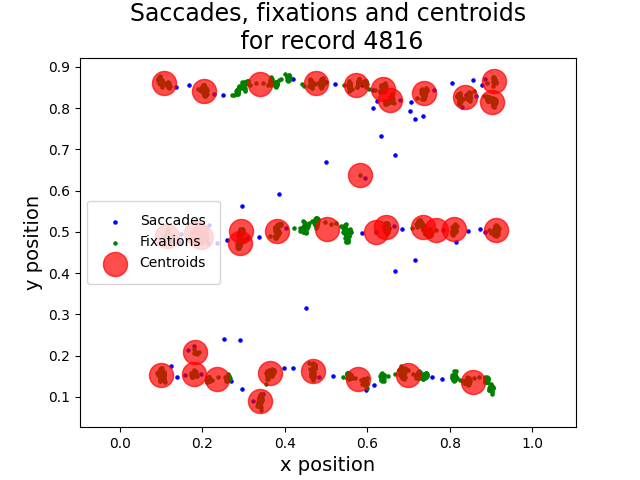 Saccades, fixations and centroids
for record 4816
0.9
0.8
0.7
0.6
0.5
0.4
0.3
0.2
0.1
y position
Saccades
Fixations
Centroids
0.0 0.2 0.4 0.6 0.8 1.0
x position